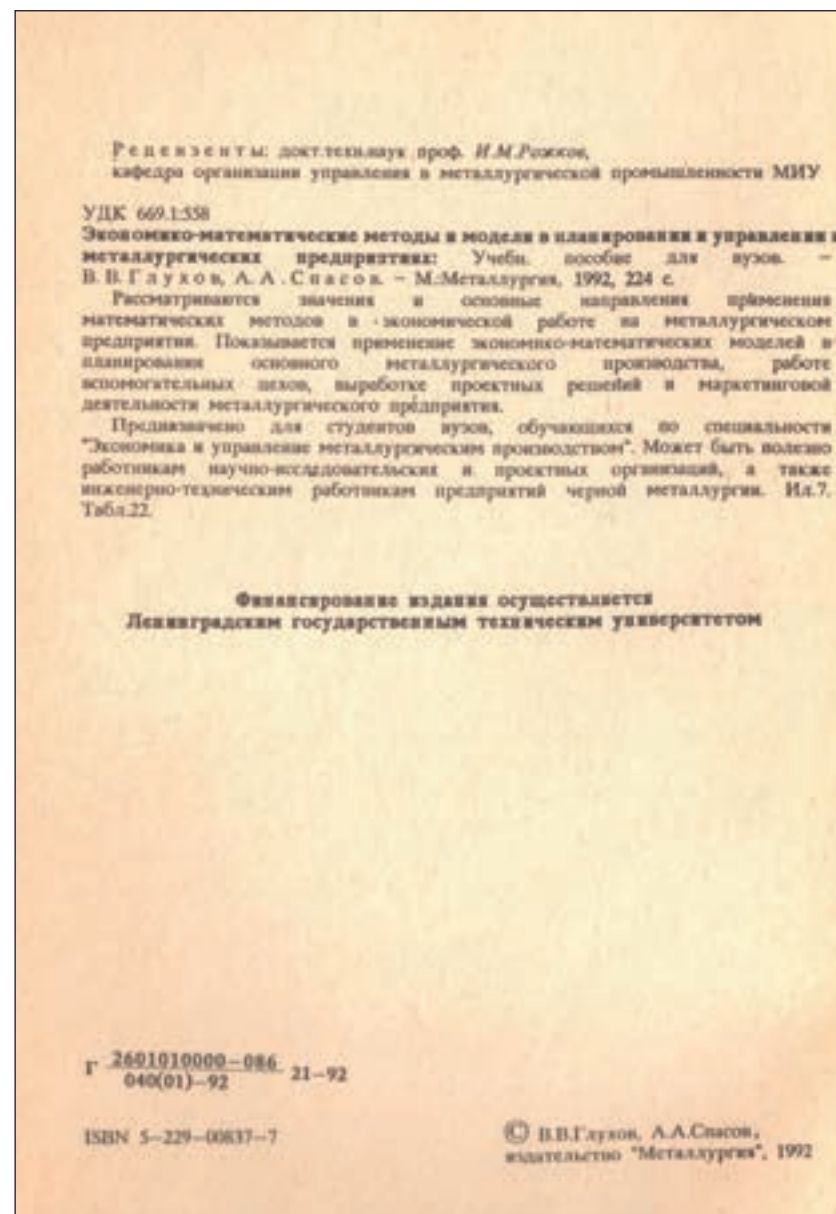 Р е ц е н з е н т ы: докт.техн.наук проф. И.М.Рожков,
кафедра организации управления в металлургической промышленности МИУ
УДК 669.1:558
Экономико-математические методы и модели в планировании и управлении в
металлургических предприятиях: Учебн. пособие для вузов. —
В. В. Г л у х о в, А. А. С п а с о в. — М.:Металлургия, 1992, 224 с.
Рассматриваются значения и основные направления применения
математических методов в экономической работе на металлургическом
предприятии. Показывается применение экономико-математических моделей в
планировании основного металлургического производства, работе
вспомогательных цехов, выработке проектных решений и маркетинговой
деятельности металлургического предприятия.
Предназначено для студентов вузов, обучающихся по специальности
"Экономика и управление металлургическим производством". Может быть полезно
работникам научно-исследовательских и проектных организаций, а также
инженерно-техническим работникам предприятий черной металлургии. Ил.7.
Табл.22.
Финансирование издания осуществляется
Ленинградским государственным техническим университетом
Г 2601010000—086 21—92
040(01)—92
ISBN 5—229—00837—7
© В.В.Глухов, А.А.Спасов,
издательство "Металлургия", 1992